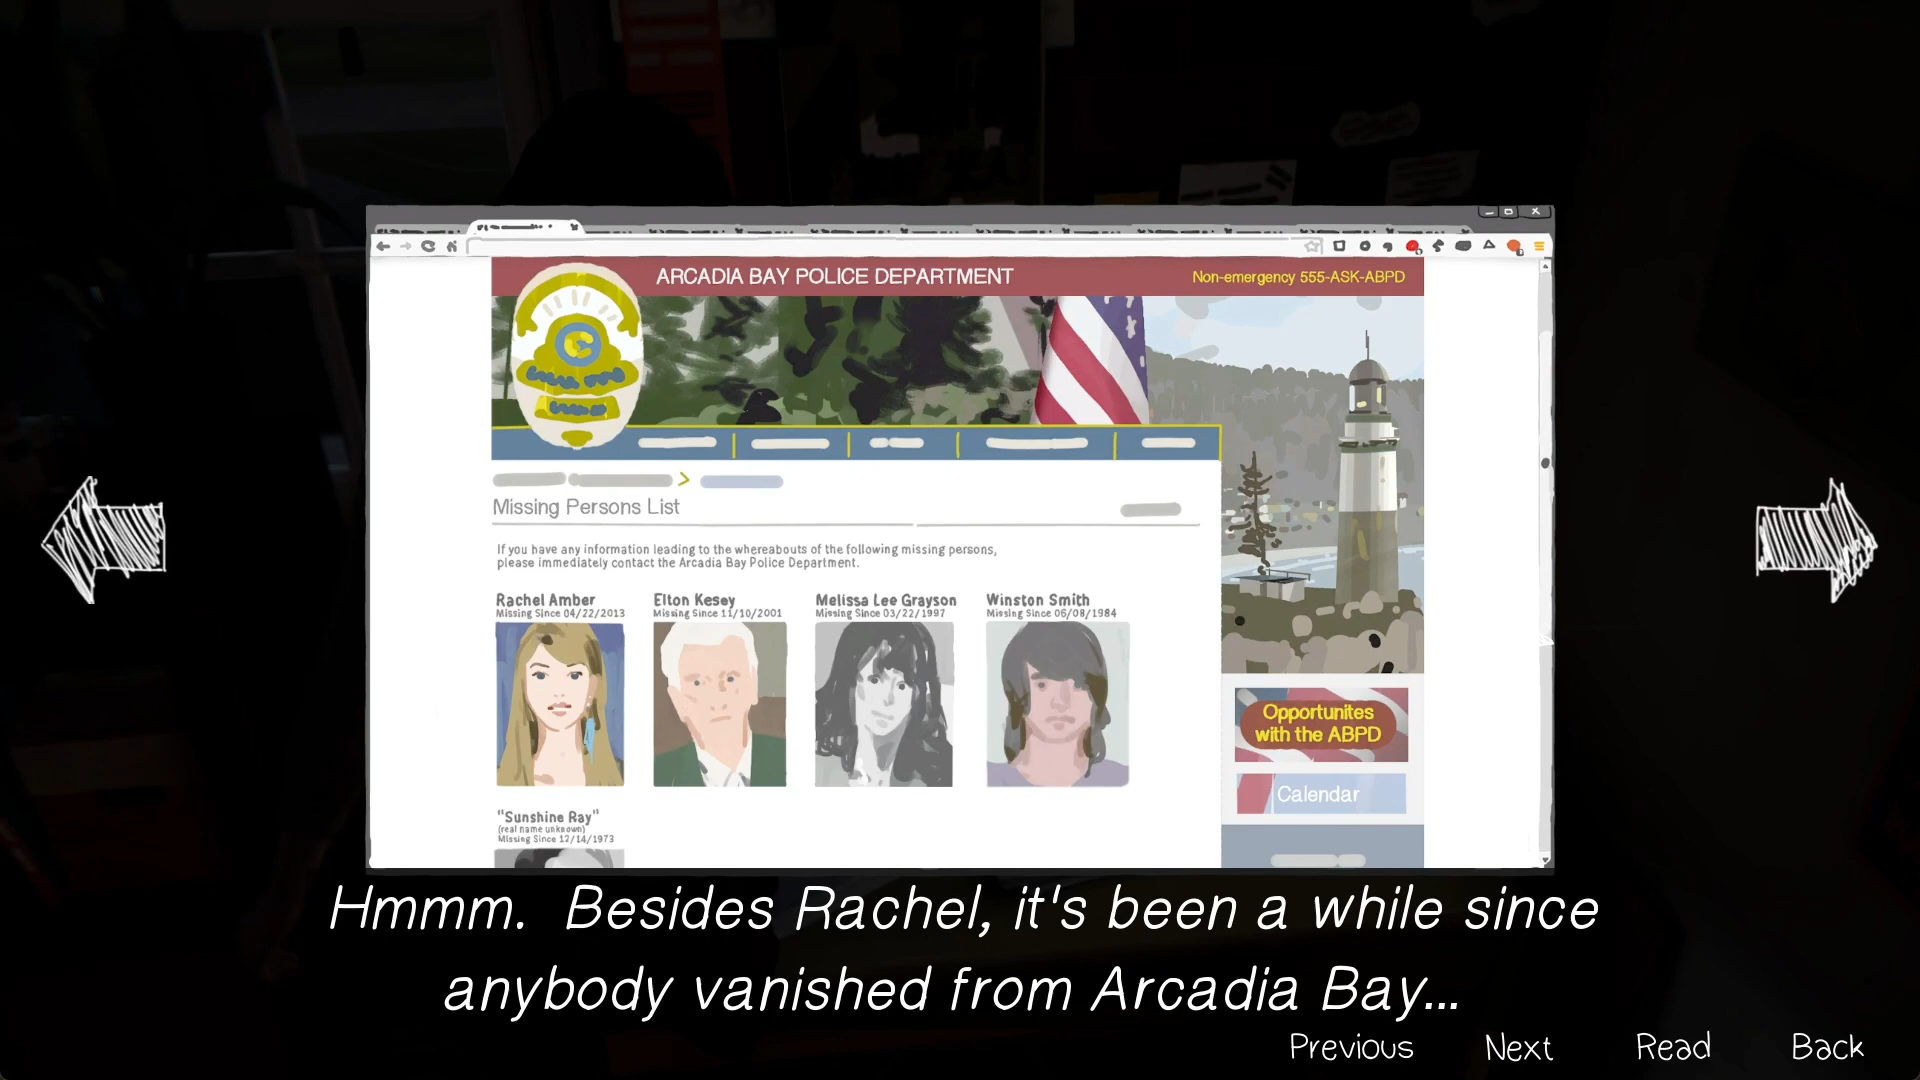 ARCADIA BAY POLICE DEPARTMENT
Non-emergency 555-ASK-ABPD
Missing Persons List
If you have any information leading to the whereabouts of the following missing persons,
please immediately contact the Arcadia Bay Police Department.
Rachel Amber
Missing Since 04/22/2013
Elton Kesey
Missing Since 11/10/2001
Melissa Lee Grayson
Missing Since 03/22/1997
Winston Smith
Missing Since 06/08/1984
"Sunshine Ray"
(real name unknown)
Missing Since 12/14/1973
Opportunites
with the ABPD
Calendar
Hmmm. Besides Rachel, it's been a while since
anybody vanished from Arcadia Bay...
Previous
Next
Read
Back